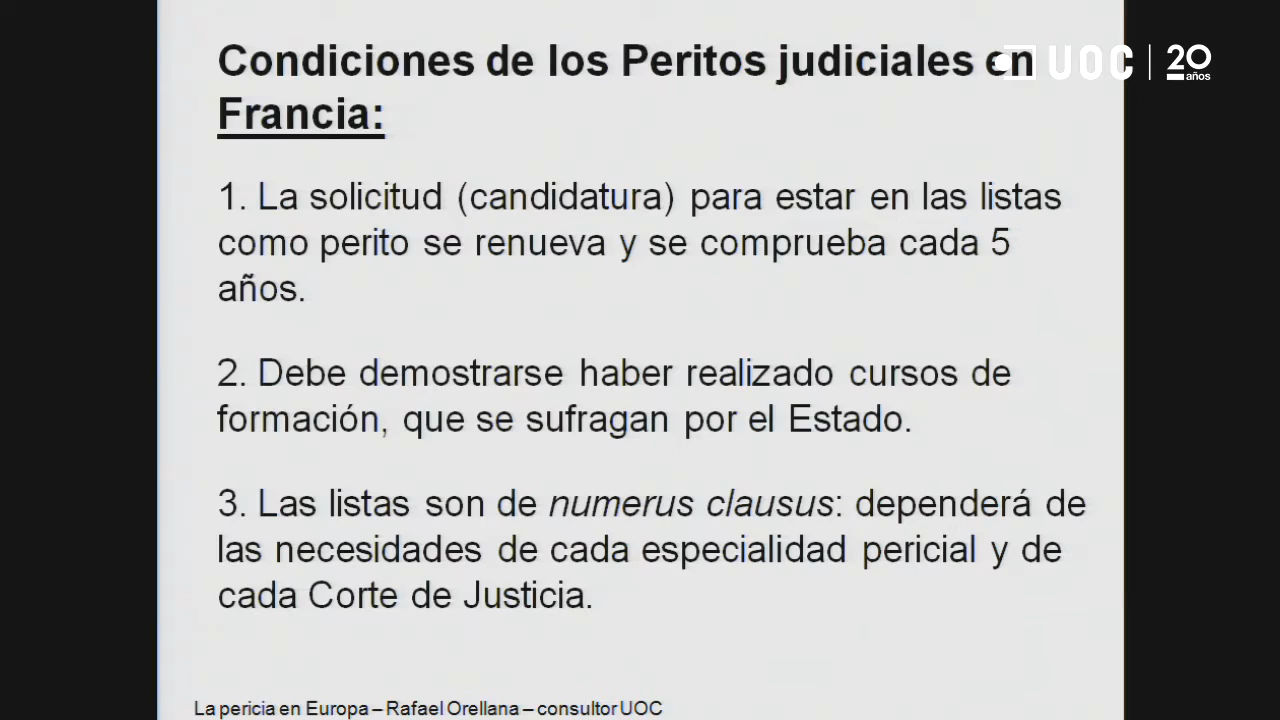 Condiciones de los Peritos judiciales en
Francia:
UOC | 20 años
1. La solicitud (candidatura) para estar en las listas
como perito se renueva y se comprueba cada 5
años.
2. Debe demostrarse haber realizado cursos de
formación, que se sufragan por el Estado.
3. Las listas son de numerus clausus: dependerá de
las necesidades de cada especialidad pericial y de
cada Corte de Justicia.
La pericia en Europa – Rafael Orellana – consultor UOC